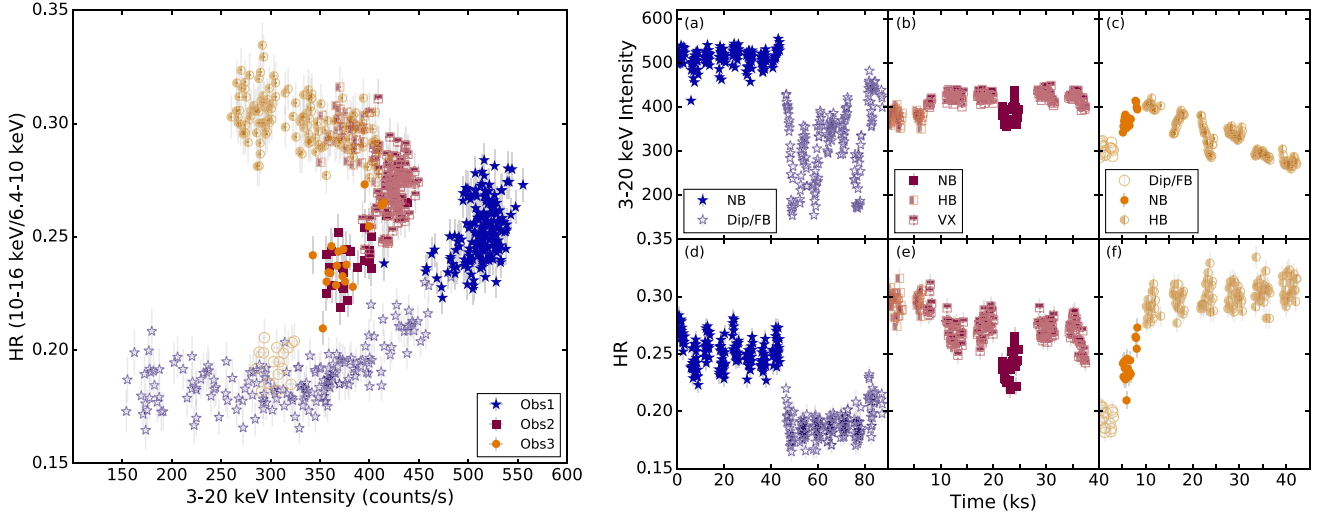 0.35
0.30
0.25
0.20
0.15
HR (10-16 keV/6.4-10 keV)
150 200 250 300 350 400 450 500 550 600
3-20 keV Intensity (counts/s)
Obs1
Obs2
Obs3
600
500
400
300
200
3-20 keV Intensity
(a)
NB
Dip/FB
(b)
NB
HB
VX
(c)
Dip/FB
NB
HB
0.35
0.30
0.25
0.20
0.15
HR
(d)
(e)
(f)
0 20 40 60 80 10 20 30 40 10 20 30 40
Time (ks)